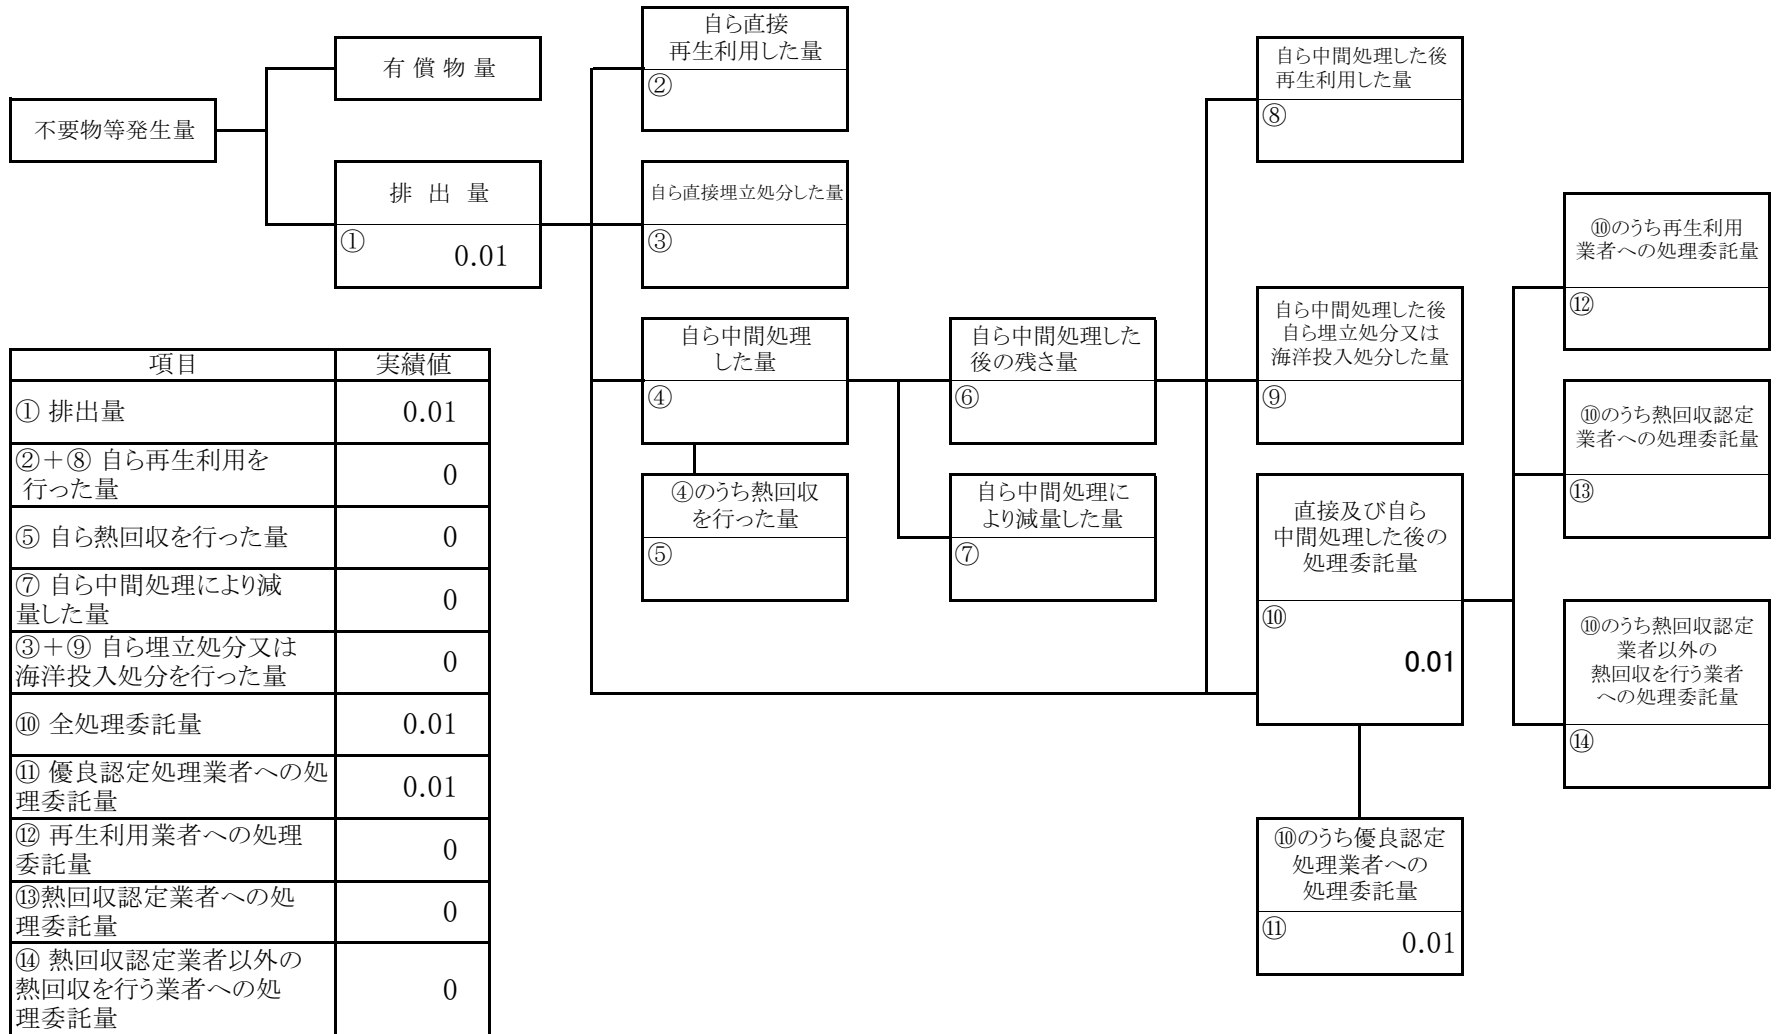 自ら直接
再生利用した量
②
有 償 物 量
自ら中間処理した後
再生利用した量
⑧
不要物等発生量
排 出 量
①
0.01
自ら直接埋立処分した量
③
⑩のうち再生利用
業者への処理委託量
⑫
自ら中間処理
した量
④
自ら中間処理した
後の残さ量
⑥
自ら中間処理した後
自ら埋立処分又は
海洋投入処分した量
⑨
⑩のうち熱回収認定
業者への処理委託量
⑬
④のうち熱回収
を行った量
⑤
自ら中間処理に
より減量した量
⑦
直接及び自ら
中間処理した後の
処理委託量
⑩
0.01
⑩のうち熱回収認定
業者以外の
熱回収を行う業者
への処理委託量
⑭
⑩のうち優良認定
処理業者への
処理委託量
⑪
0.01
項目 実績値
① 排出量 0.01
②＋⑧ 自ら再生利用を
行った量 0
⑤ 自ら熱回収を行った量 0
⑦ 自ら中間処理により減
量した量 0
③＋⑨ 自ら埋立処分又は
海洋投入処分を行った量 0
⑩ 全処理委託量 0.01
⑪ 優良認定処理業者への処
理委託量 0.01
⑫ 再生利用業者への処理
委託量 0
⑬熱回収認定業者への処
理委託量 0
⑭ 熱回収認定業者以外の
熱回収を行う業者への処
理委託量 0